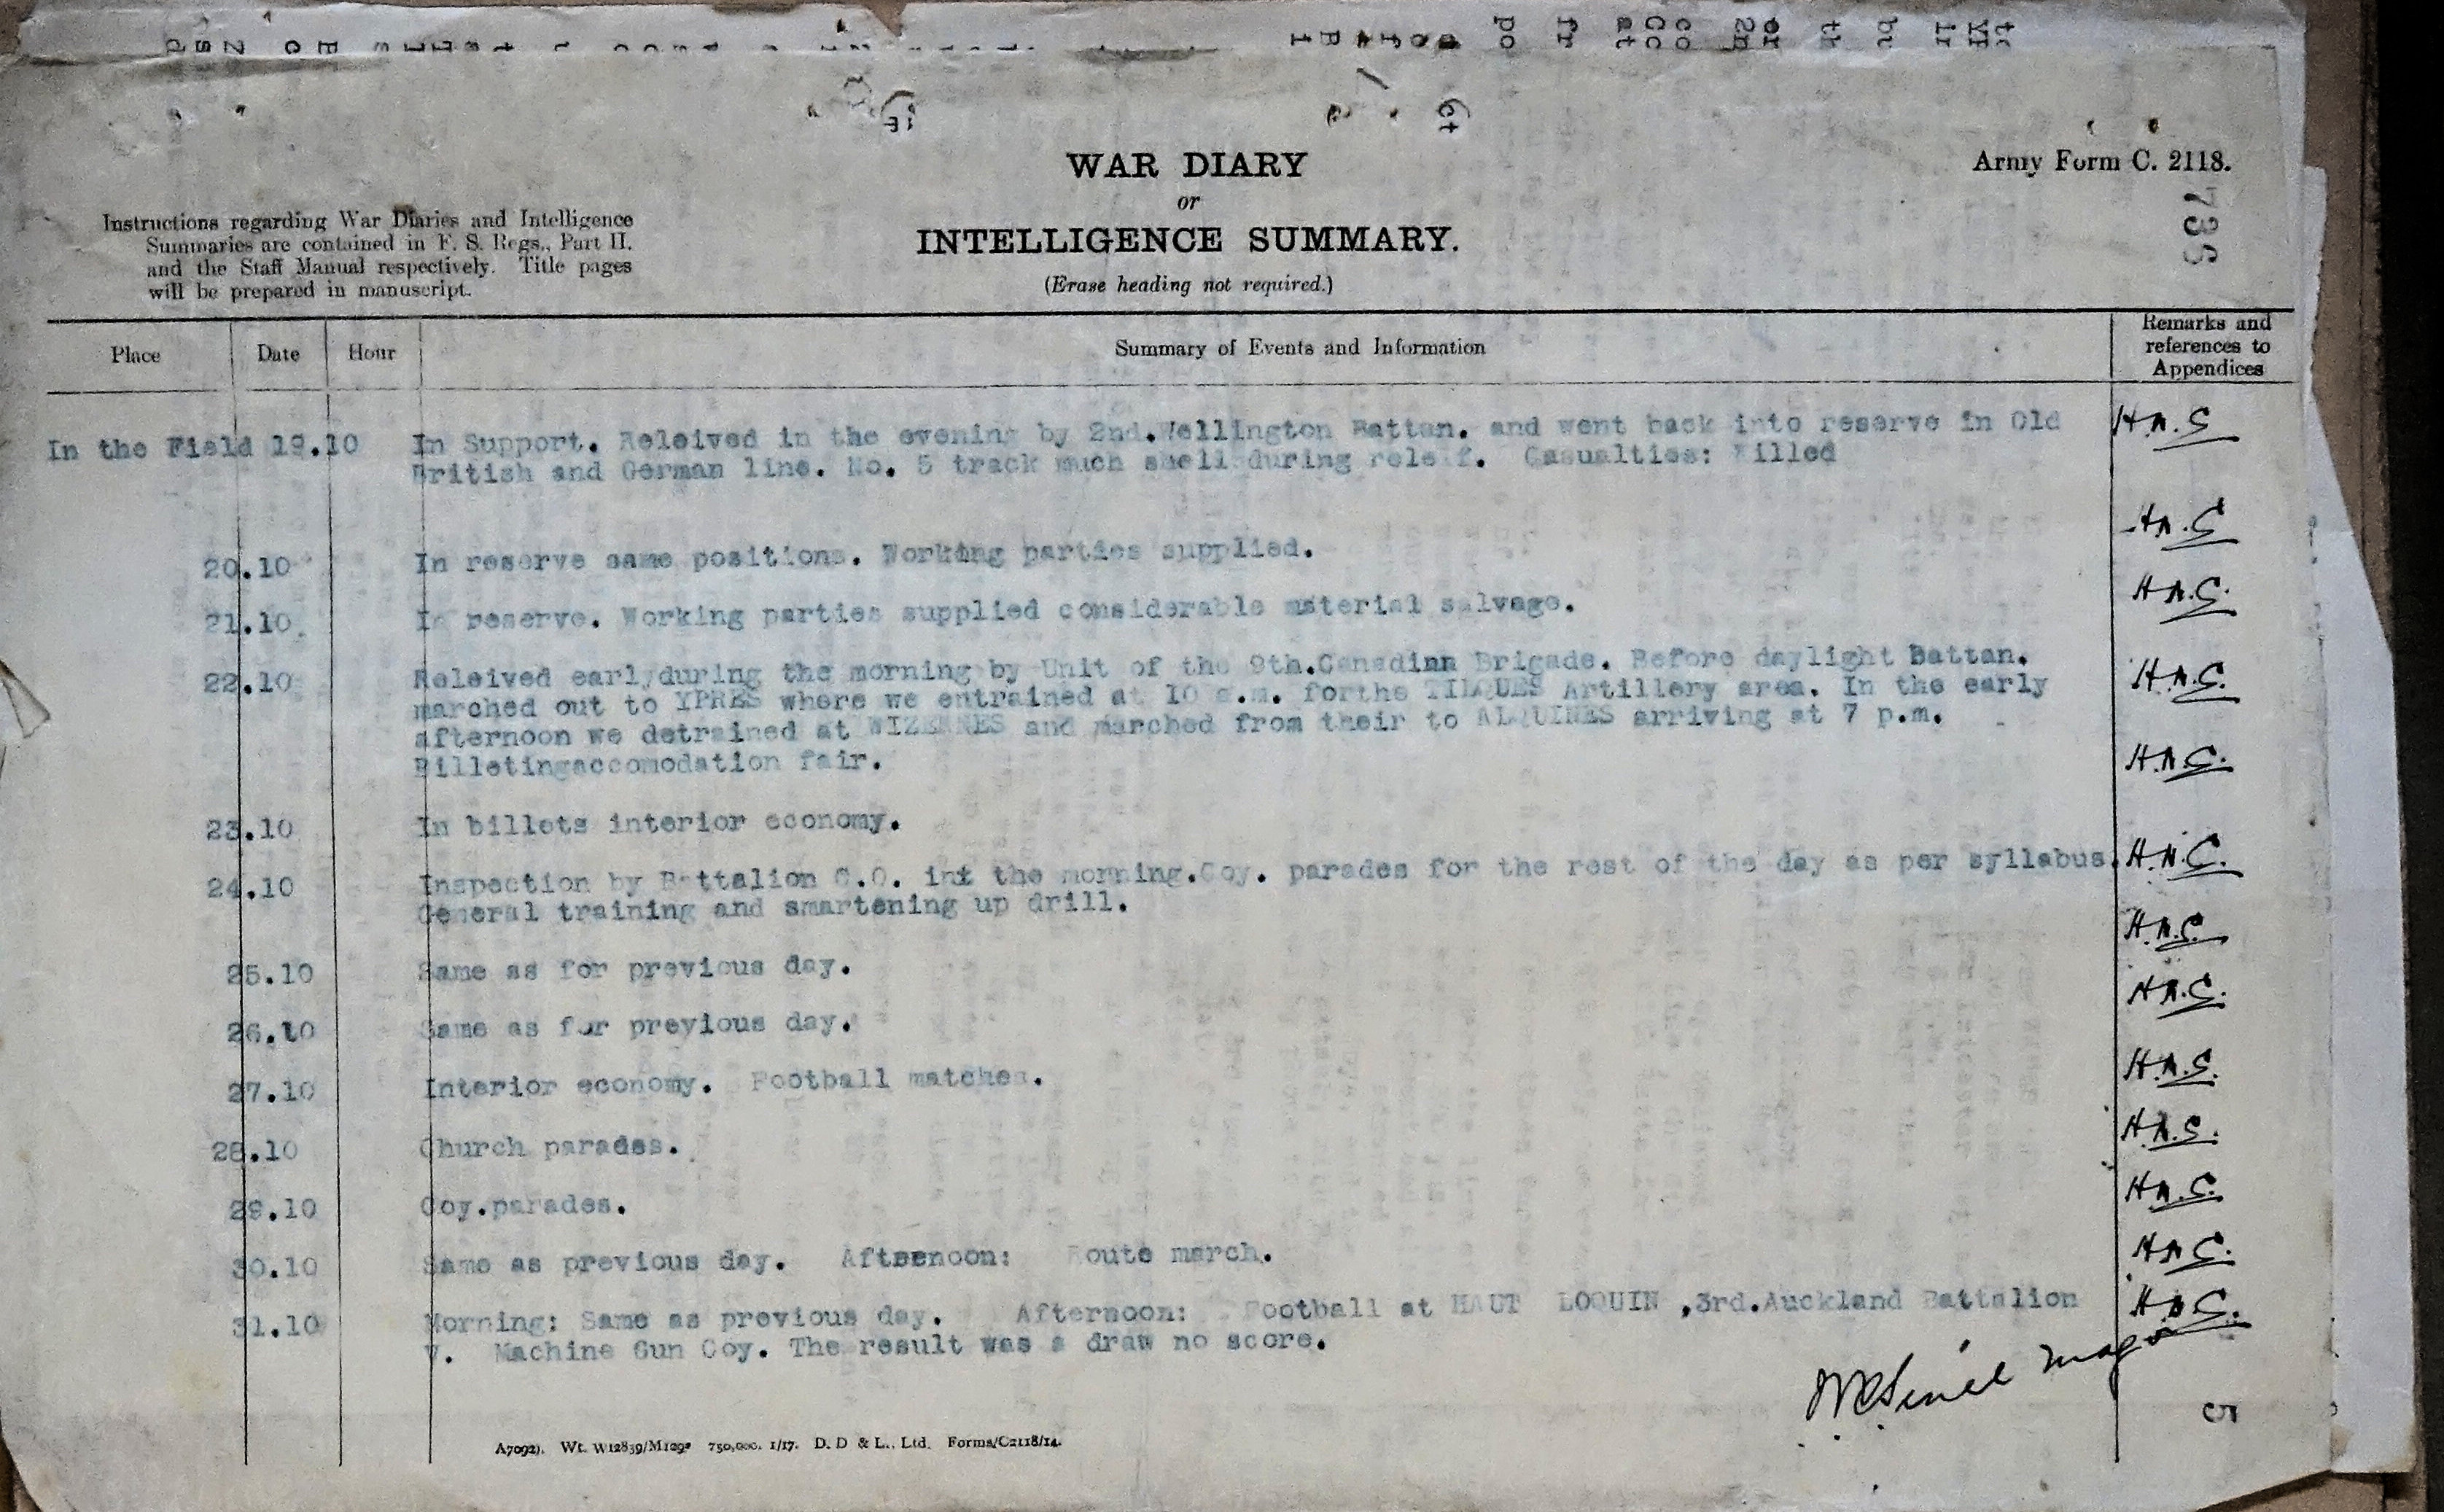 WAR DIARY
or
INTELLIGENCE SUMMARY.
(Erase heading not required.)
Army Form C. 2118.
Instructions regarding War Diaries and Intelligence
Summaries are contained in F. S. Regs., Part II.
and the Staff Manual respectively. Title pages
will be prepared in manuscript.
Place Date Hour Summary of Events and Information Remarks and references to Appendices
In the Field 19.10 In Support. Releived in the evening by 2nd.Wellington Battan. and went back into reserve in Old H.A.S
British and German line. No. 5 track much shell during releif. Casualties: Killed
20.10 In reserve same positions. Working parties supplied. H.A.S
21.10. In reserve. Working parties supplied considerable material salvage. H.A.S.
22.10 Releived early during the morning by Unit of the 9th.Canadian Brigade. Before daylight Battan. H.A.S.
marched out to YPRES where we entrained at 10 a.m. forthe TILQUES Artillery area. In the early
afternoon we detrained at WIZERNES and marched from their to ALQUINES arriving at 7 p.m.
Billetingaccomodation fair. H.A.S.
23.10 In billets interior economy.
24.10 Inspection by Battalion C.O. int the morning.Coy. parades for the rest of the day as per syllabus. H.A.S.
General training and smartening up drill. H.A.S.
25.10 Same as for previous day. H.A.S.
26.10 Same as for previous day.
27.10 Interior economy. Football matches. H.A.S.
28.10 Church parades. H.A.S.
29.10 Coy.parades. H.A.S.
30.10 Same as previous day. Afternoon: Route march. H.A.S.
31.10 Morning: Same as previous day. Afternoon: Football at HAUT LOQUIN ,3rd.Auckland Battalion H.A.S.
V. Machine Gun Coy. The result was a draw no score.
Major
5
750,000. 1/17. D. D & L., Ltd. Forms/C2118/14.